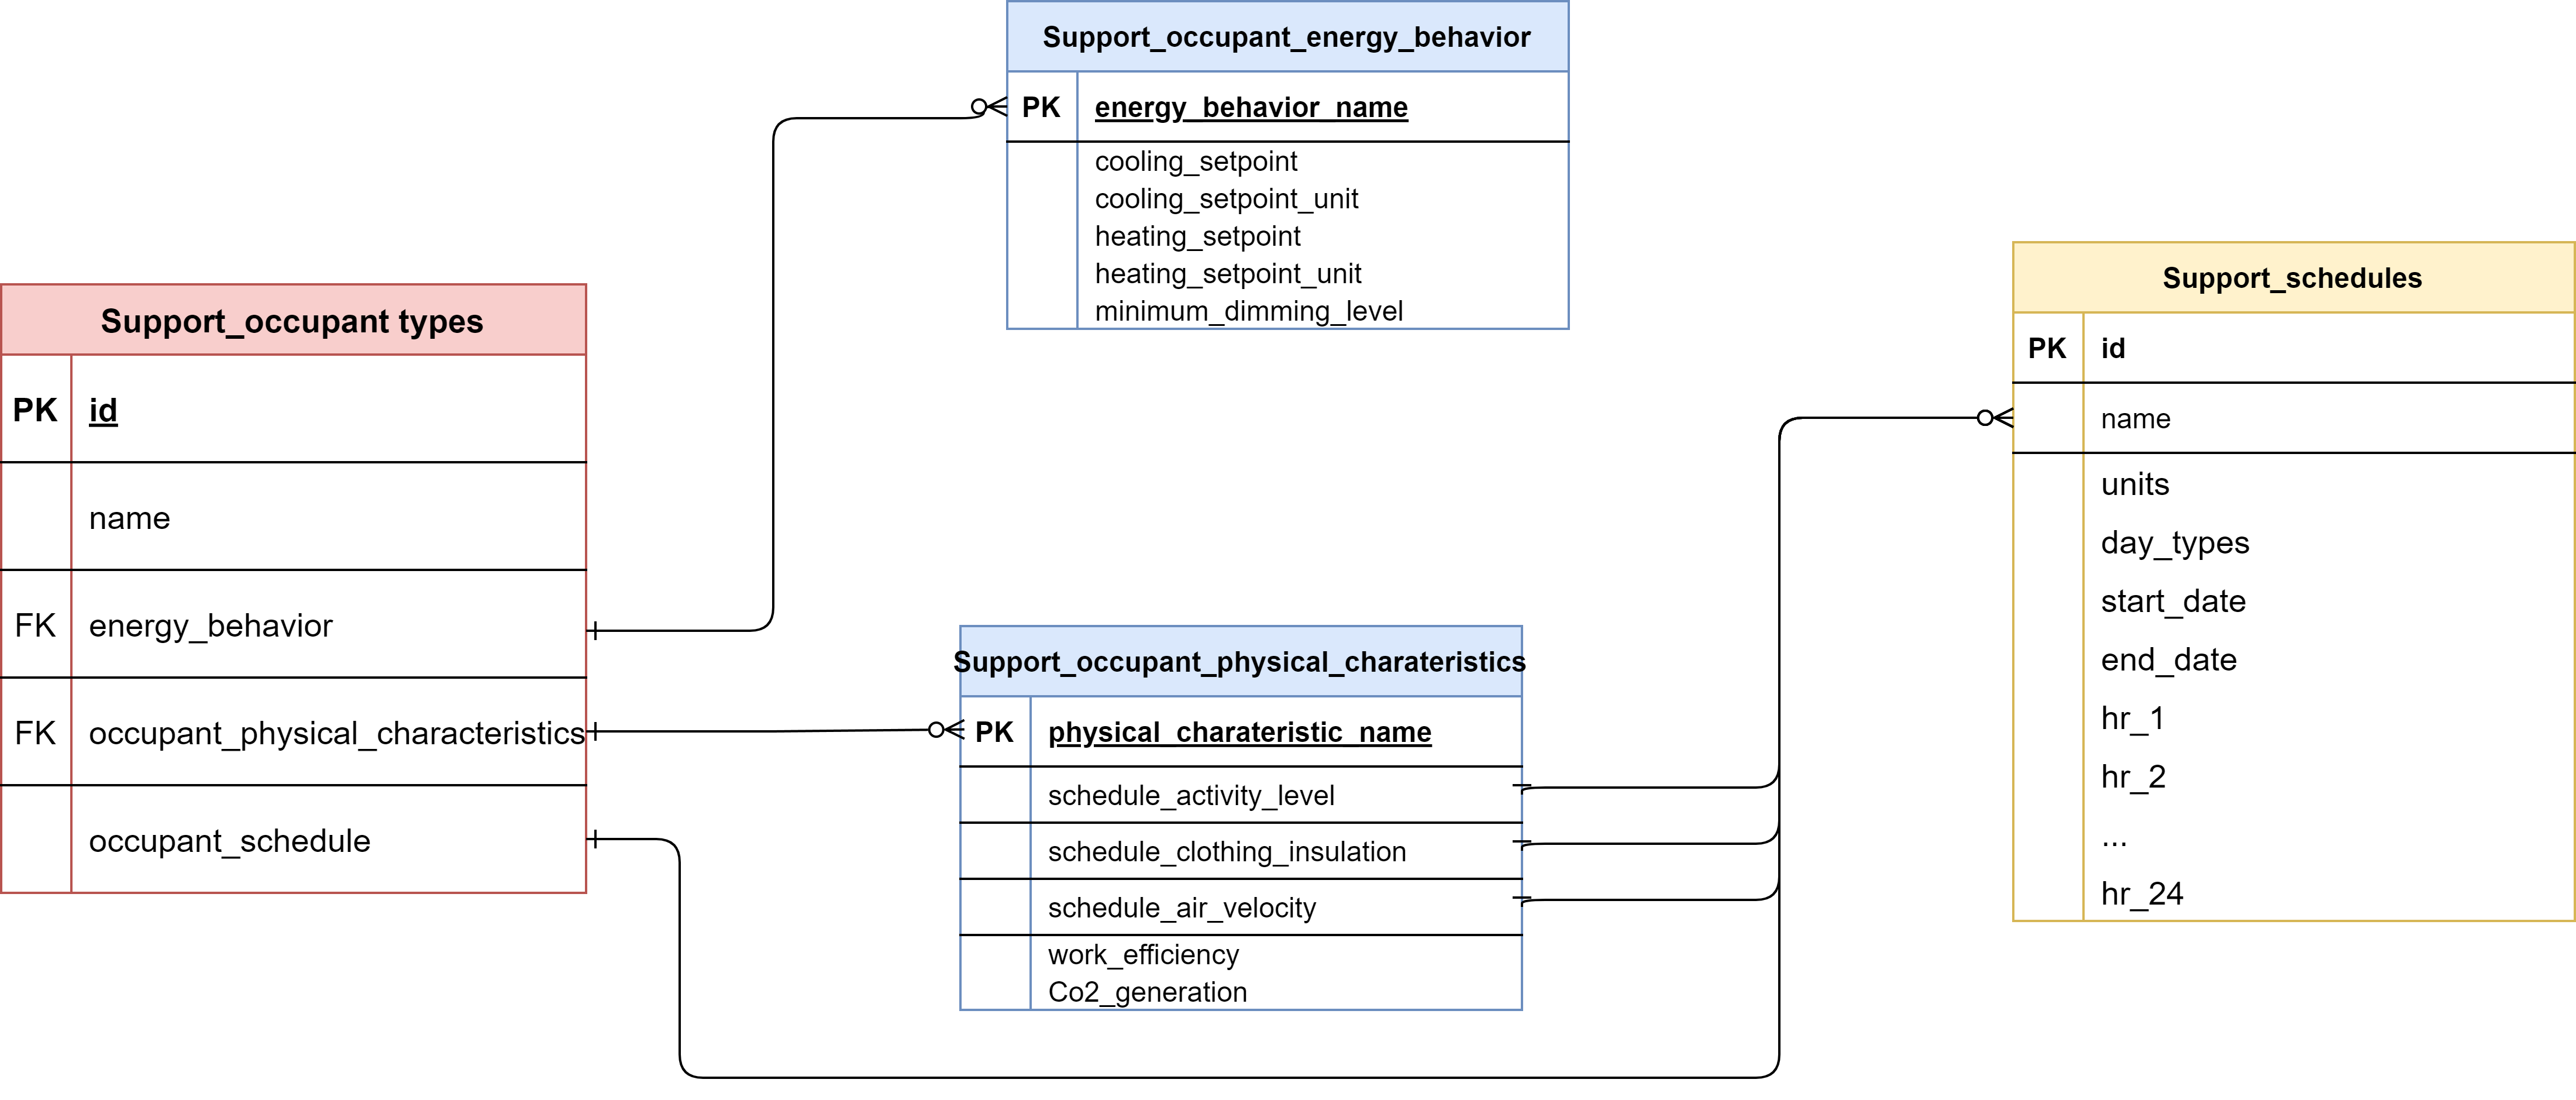 Support_occupant_energy_behavior
PK energy_behavior_name
cooling_setpoint
cooling_setpoint_unit
heating_setpoint
heating_setpoint_unit
minimum_dimming_level
Support_occupant types
PK id
name
FK energy_behavior
FK occupant_physical_characteristics
occupant_schedule
Support_occupant_physical_charateristics
PK physical_charateristic_name
schedule_activity_level
schedule_clothing_insulation
schedule_air_velocity
work_efficiency
Co2_generation
Support_schedules
PK id
name
units
day_types
start_date
end_date
hr_1
hr_2
...
hr_24